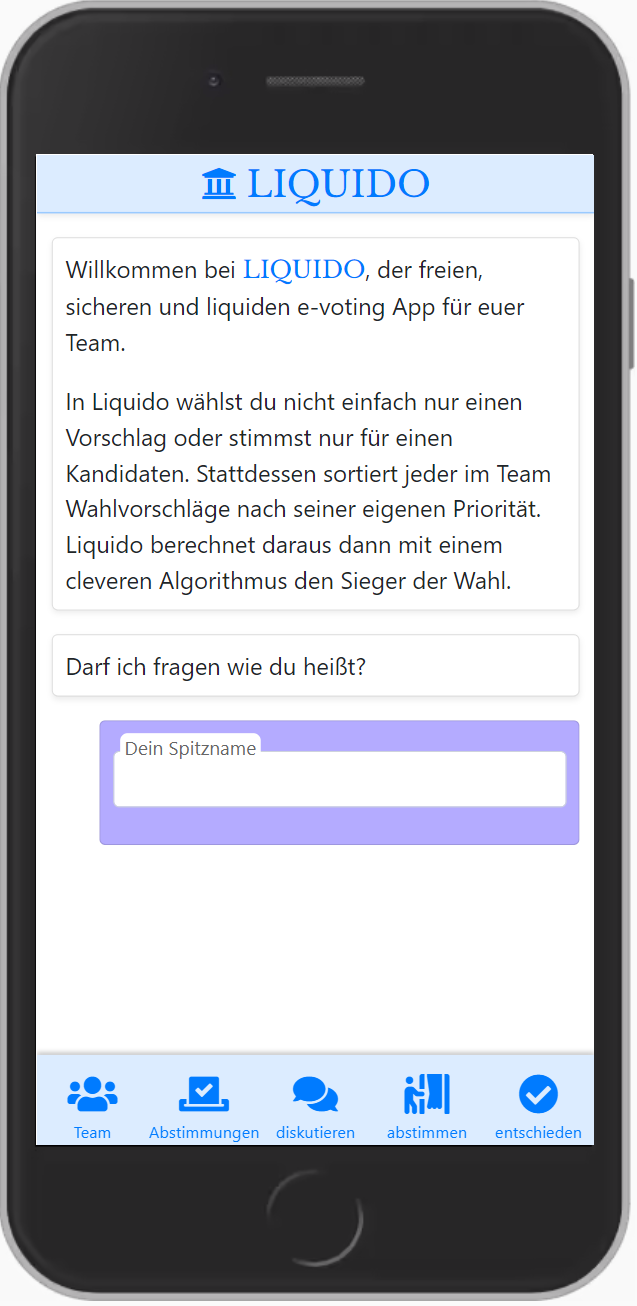 LIQUIDO
Willkommen bei LIQUIDO, der freien,
sicheren und liquiden e-voting App für euer
Team.
In Liquido wählst du nicht einfach nur einen
Vorschlag oder stimmst nur für einen
Kandidaten. Stattdessen sortiert jeder im Team
Wahlvorschläge nach seiner eigenen Priorität.
Liquido berechnet daraus dann mit einem
cleveren Algorithmus den Sieger der Wahl.
Darf ich fragen wie du heißt?
Dein Spitzname
Team Abstimmungen diskutieren abstimmen entschieden